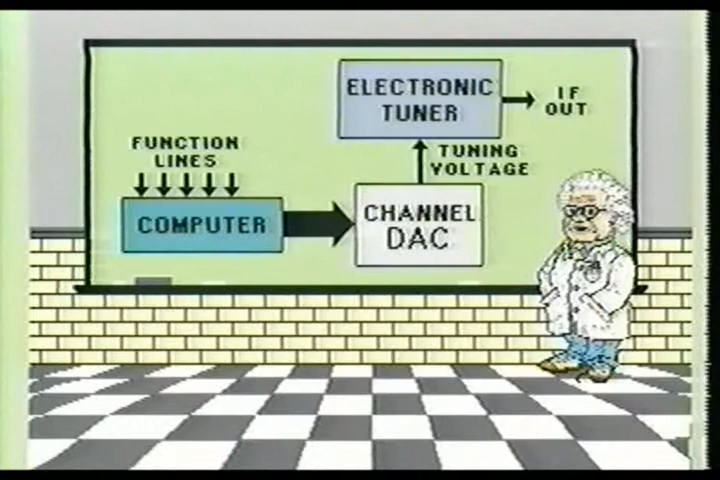 ELECTRONIC
TUNER
IF
OUT
FUNCTION
LINES
TUNING
VOLTAGE
COMPUTER
CHANNEL
DAC